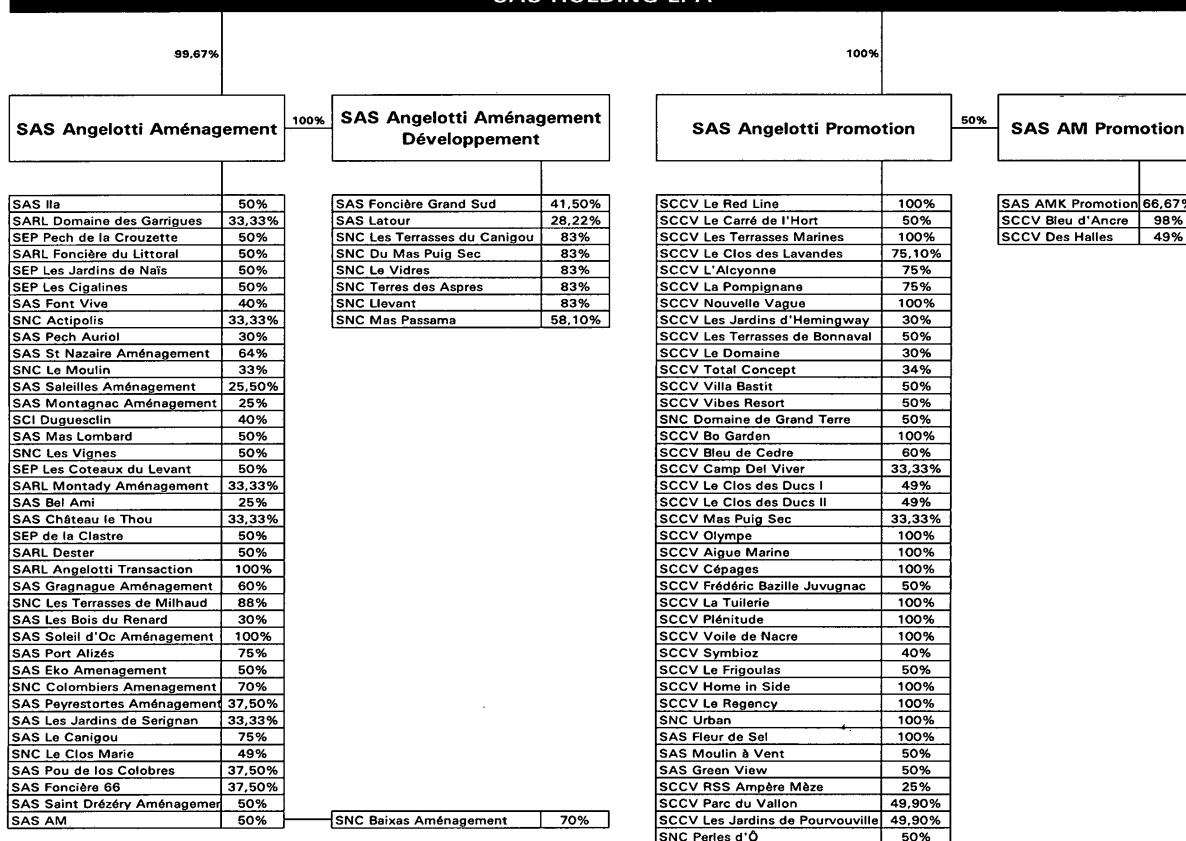 SAS HOLDING LFA
99,67%
100%
SAS Angelotti Aménagement
100%
SAS Angelotti Aménagement
Développement
SAS Angelotti Promotion
50%
SAS AM Promotion
SAS Ila 50%
SARL Domaine des Garrigues 33,33%
SEP Pech de la Crouzette 50%
SARL Foncière du Littoral 50%
SEP Les Jardins de Naïs 50%
SEP Les Cigalines 50%
SAS Font Vive 40%
SNC Actipolis 33,33%
SAS Pech Auriol 30%
SAS St Nazaire Aménagement 64%
SNC Le Moulin 33%
SAS Saleilles Aménagement 25,50%
SAS Montagnac Aménagement 25%
SCI Duguesclin 40%
SAS Mas Lombard 50%
SNC Les Vignes 50%
SEP Les Coteaux du Levant 50%
SARL Montady Aménagement 33,33%
SAS Bel Ami 25%
SAS Château le Thou 33,33%
SEP de la Clastre 50%
SARL Dester 50%
SARL Angelotti Transaction 100%
SAS Gragnague Aménagement 60%
SNC Les Terrasses de Milhaud 88%
SAS Les Bois du Renard 30%
SAS Soleil d'Oc Aménagement 100%
SAS Port Alizés 75%
SAS Eko Amenagement 50%
SNC Colombiers Amenagement 70%
SAS Peyrestortes Aménagement 37,50%
SAS Les Jardins de Serignan 33,33%
SAS Le Canigou 75%
SNC Le Clos Marie 49%
SAS Pou de los Colobres 37,50%
SAS Foncière 66 37,50%
SAS Saint Drézéry Aménagemer 50%
SAS AM 50%
SAS Foncière Grand Sud 41,50%
SAS Latour 28,22%
SNC Les Terrasses du Canigou 83%
SNC Du Mas Puig Sec 83%
SNC Le Vidres 83%
SNC Terres des Aspres 83%
SNC Llevant 83%
SNC Mas Passama 58,10%
SNC Baixas Aménagement 70%
SCCV Le Red Line 100%
SCCV Le Carré de l'Hort 50%
SCCV Les Terrasses Marines 100%
SCCV Le Clos des Lavandes 75,10%
SCCV L'Alcyonne 75%
SCCV La Pompignane 75%
SCCV Nouvelle Vague 100%
SCCV Les Jardins d'Hemingway 30%
SCCV Les Terrasses de Bonnaval 50%
SCCV Le Domaine 30%
SCCV Total Concept 34%
SCCV Villa Bastit 50%
SCCV Vibes Resort 50%
SNC Domaine de Grand Terre 50%
SCCV Bo Garden 100%
SCCV Bleu de Cedre 60%
SCCV Camp Del Viver 33,33%
SCCV Le Clos des Ducs I 49%
SCCV Le Clos des Ducs II 49%
SCCV Mas Puig Sec 33,33%
SCCV Olympe 100%
SCCV Aigue Marine 100%
SCCV Cépages 100%
SCCV Frédéric Bazille Juvugnac 50%
SCCV La Tuilerie 100%
SCCV Plénitude 100%
SCCV Voile de Nacre 100%
SCCV Symbioz 40%
SCCV Le Frigoulas 50%
SCCV Home in Side 100%
SCCV Le Regency 100%
SNC Urban 100%
SAS Fleur de Sel 100%
SAS Moulin à Vent 50%
SAS Green View 50%
SCCV RSS Ampère Mèze 25%
SCCV Parc du Vallon 49,90%
SCCV Les Jardins de Pourvouville 49,90%
SNC Perles d'Ô 50%
SAS AMK Promotion 66,67%
SCCV Bleu d'Ancre 98%
SCCV Des Halles 49%